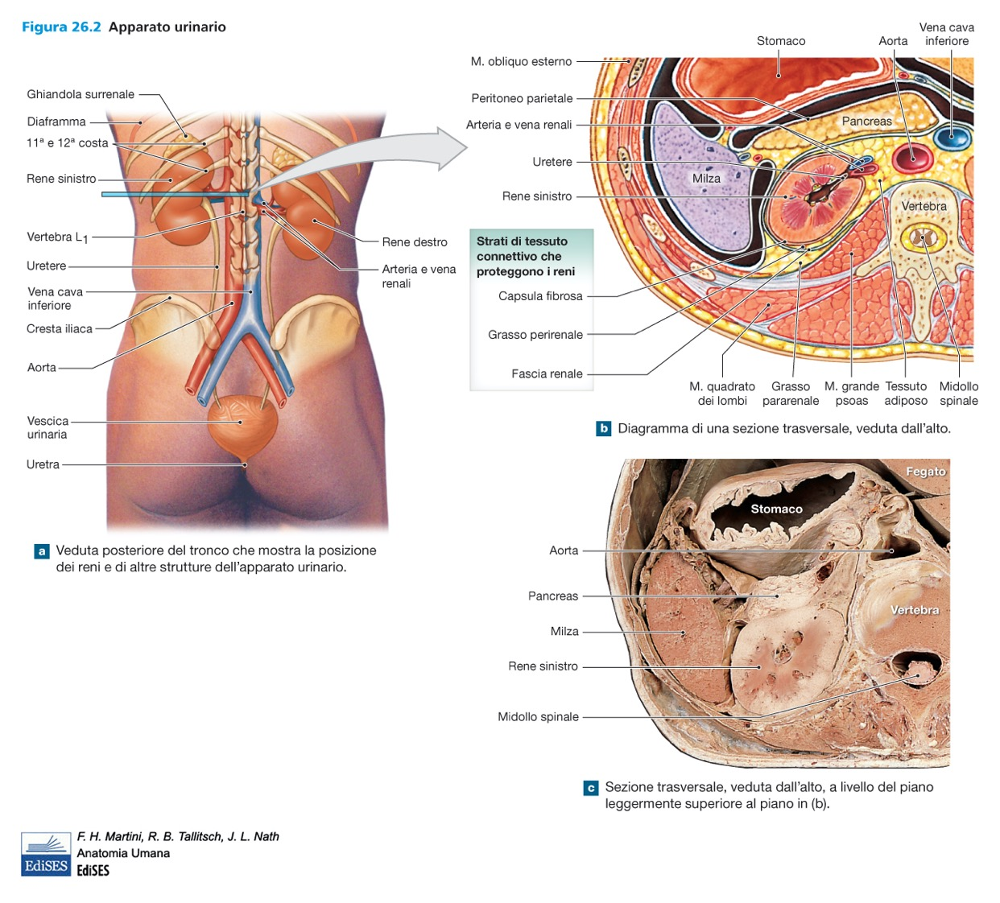 Figura 26.2 Apparato urinario
Ghiandola surrenale
Diaframma
11ª e 12ª costa
Rene sinistro
Vertebra L1
Uretere
Vena cava
inferiore
Cresta iliaca
Aorta
Vescica
urinaria
Uretra
Rene destro
Arteria e vena
renali
a Veduta posteriore del tronco che mostra la posizione
dei reni e di altre strutture dell'apparato urinario.
Stomaco
Aorta
Vena cava
inferiore
M. obliquo esterno
Peritoneo parietale
Arteria e vena renali
Uretere
Rene sinistro
Pancreas
Milza
Vertebra
Strati di tessuto
connettivo che
proteggono i reni
Capsula fibrosa
Grasso perirenale
Fascia renale
M. quadrato
dei lombi
Grasso
pararenale
M. grande
psoas
Tessuto
adiposo
Midollo
spinale
b Diagramma di una sezione trasversale, veduta dall'alto.
Fegato
Stomaco
Aorta
Pancreas
Vertebra
Milza
Rene sinistro
Midollo spinale
c Sezione trasversale, veduta dall'alto, a livello del piano
leggermente superiore al piano in (b).
EdiSES
F. H. Martini, R. B. Tallitsch, J. L. Nath
Anatomia Umana
EdiSES